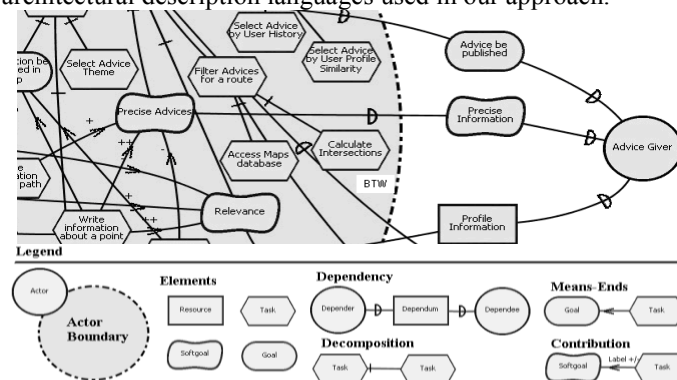 architectural description languages used in our approach.
Select Advice
by User History
Select Advice
by User Profile
Similarity
Advice be
published
Select Advice
Theme
Filter Advices
for a route
Precise Advices
Precise
Information
Advice Giver
++
++
Access Maps
database
Calculate
Intersections
BTW
path
Relevance
Write
information
about a point
++
Profile
Information
Legend
Actor
Actor
Boundary
Elements
Resource
Task
Softgoal
Goal
Dependency
Depender
Dependum
Dependee
Decomposition
Task
Task
Means-Ends
Goal
Task
Contribution
Softgoal
Label +/-
Task